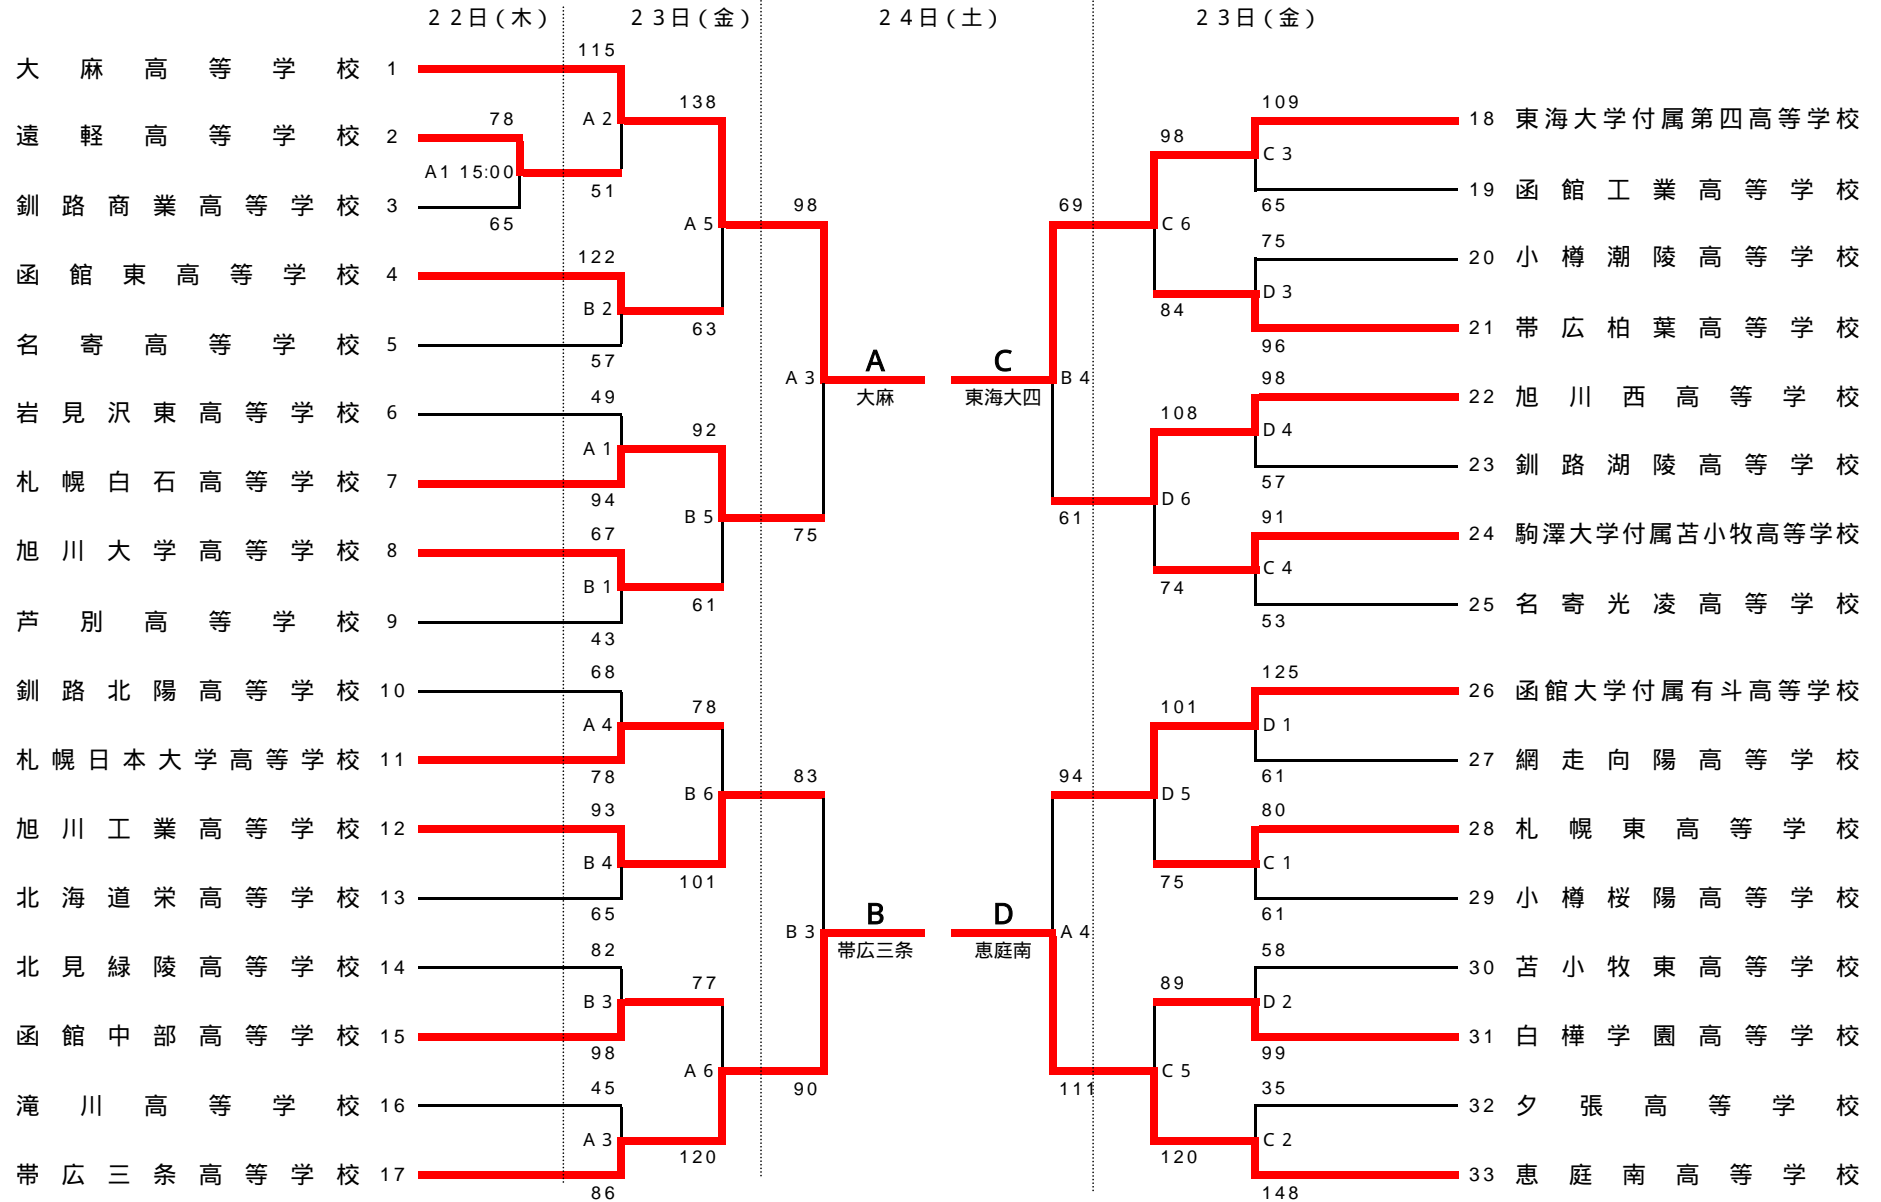 ２２日（木） ２３日（金） ２４日（土） ２３日（金）
115
大麻高等学校 1
138
109
A 2
78
18 東海大学付属第四高等学校
98
遠軽高等学校 2
C 3
A1 15:00
51
19 函館工業高等学校
釧路商業高等学校 3
98
69
65
65
A 5
C 6
75
122
20 小樽潮陵高等学校
函館東高等学校 4
D 3
B 2
84
63
21 帯広柏葉高等学校
名寄高等学校 5
96
57
A
C
A 3
B 4
98
大麻
東海大四
49
22 旭川西高等学校
岩見沢東高等学校 6
108
92
D 4
A 1
23 釧路湖陵高等学校
札幌白石高等学校 7
57
94
D 6
B 5
61
91
67
75
24 駒澤大学付属苫小牧高等学校
旭川大学高等学校 8
C 4
B 1
74
61
25 名寄光凌高等学校
芦別高等学校 9
53
43
68
125
釧路北陽高等学校 10
26 函館大学付属有斗高等学校
78
101
A 4
D 1
札幌日本大学高等学校 11
27 網走向陽高等学校
78
83
94
61
B 6
D 5
93
80
旭川工業高等学校 12
28 札幌東高等学校
B 4
C 1
101
75
北海道栄高等学校 13
29 小樽桜陽高等学校
65
B
D
61
B 3
A 4
82
帯広三条
恵庭南
58
北見緑陵高等学校 14
30 苫小牧東高等学校
77
89
B 3
D 2
函館中部高等学校 15
31 白樺学園高等学校
98
99
A 6
C 5
45
90
111
35
滝川高等学校 16
32 夕張高等学校
A 3
C 2
120
120
帯広三条高等学校 17
33 恵庭南高等学校
86
148